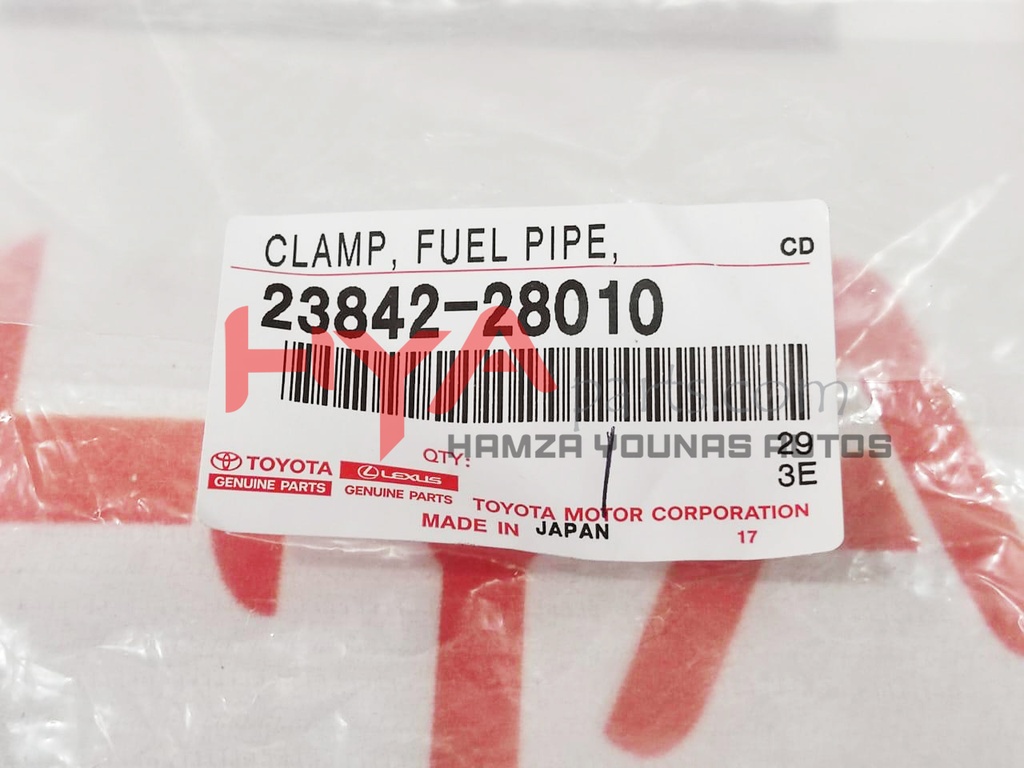 CLAMP, FUEL PIPE, CD
23842-28010
HYA parts.com
HAMZA YOUNAS AUTOS
29
3E
QTY: /
TOYOTA
GENUINE PARTS
LEXUS
GENUINE PARTS
TOYOTA MOTOR CORPORATION
MADE IN JAPAN
17